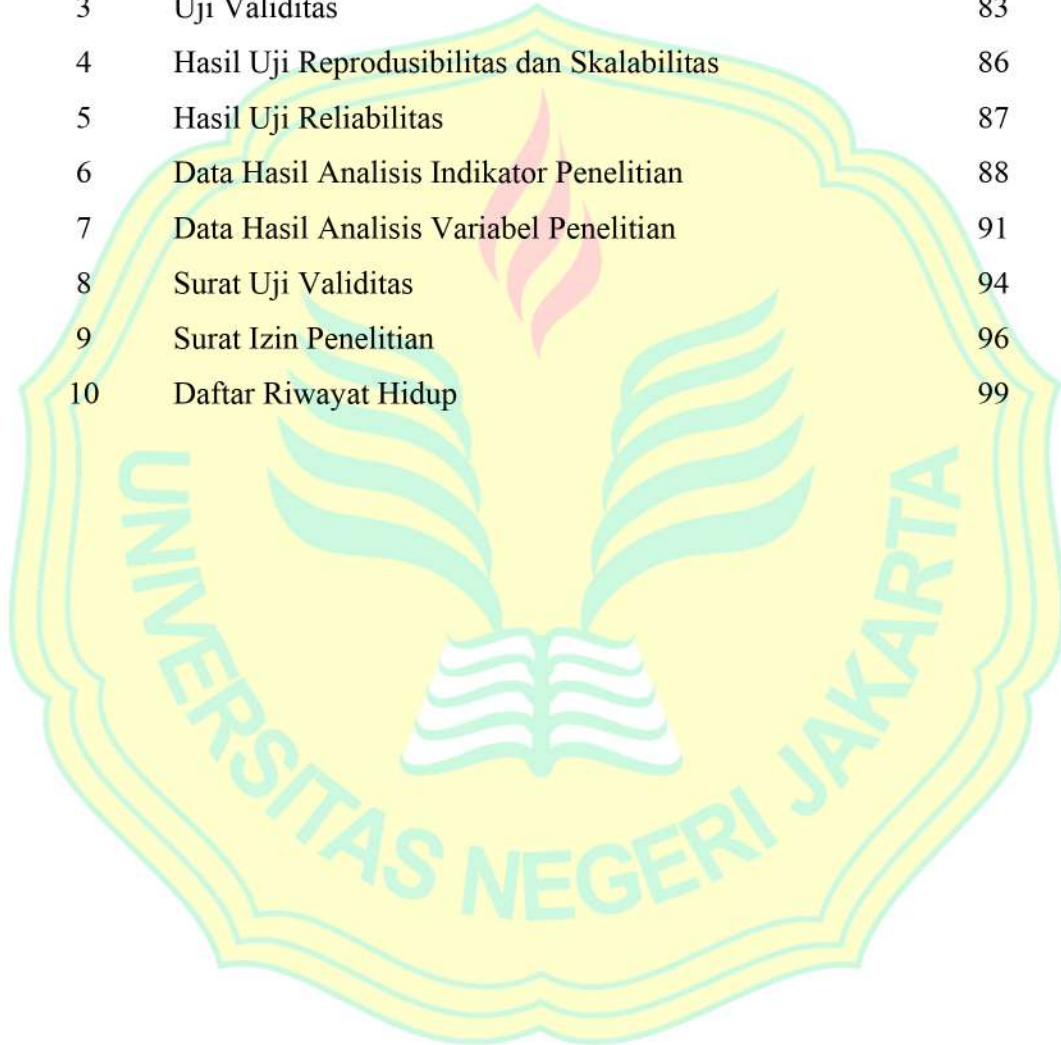 3 Uji Validitas 83
4 Hasil Uji Reprodusibilitas dan Skalabilitas 86
5 Hasil Uji Reliabilitas 87
6 Data Hasil Analisis Indikator Penelitian 88
7 Data Hasil Analisis Variabel Penelitian 91
8 Surat Uji Validitas 94
9 Surat Izin Penelitian 96
10 Daftar Riwayat Hidup 99
UNIVERSITAS NEGERI JAKARTA